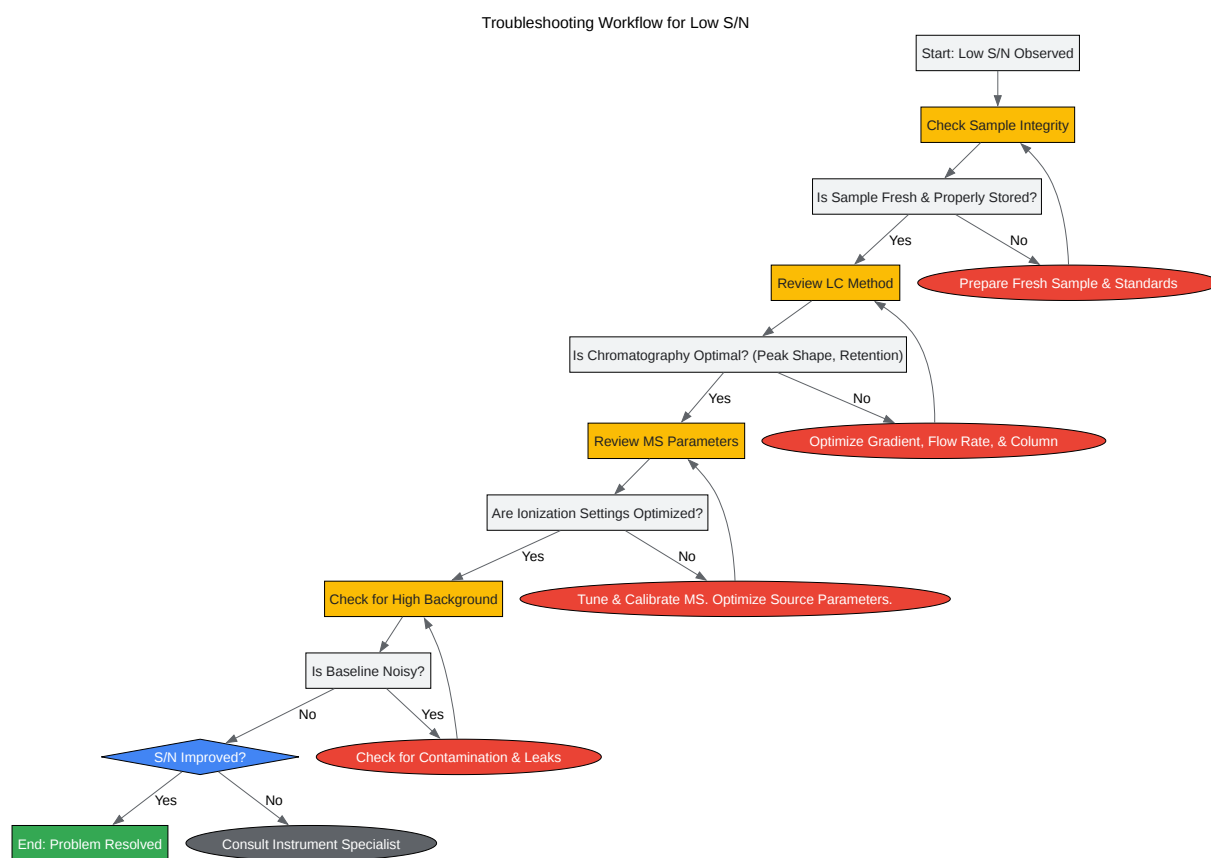 Troubleshooting Workflow for Low S/N
Start: Low S/N Observed
Check Sample Integrity
Is Sample Fresh & Properly Stored?
Yes
No
Review LC Method
Prepare Fresh Sample & Standards
Is Chromatography Optimal? (Peak Shape, Retention)
Yes
No
Review MS Parameters
Optimize Gradient, Flow Rate, & Column
Are Ionization Settings Optimized?
Yes
No
Check for High Background
Tune & Calibrate MS. Optimize Source Parameters.
Is Baseline Noisy?
No
Yes
S/N Improved?
Check for Contamination & Leaks
Yes
No
End: Problem Resolved
Consult Instrument Specialist